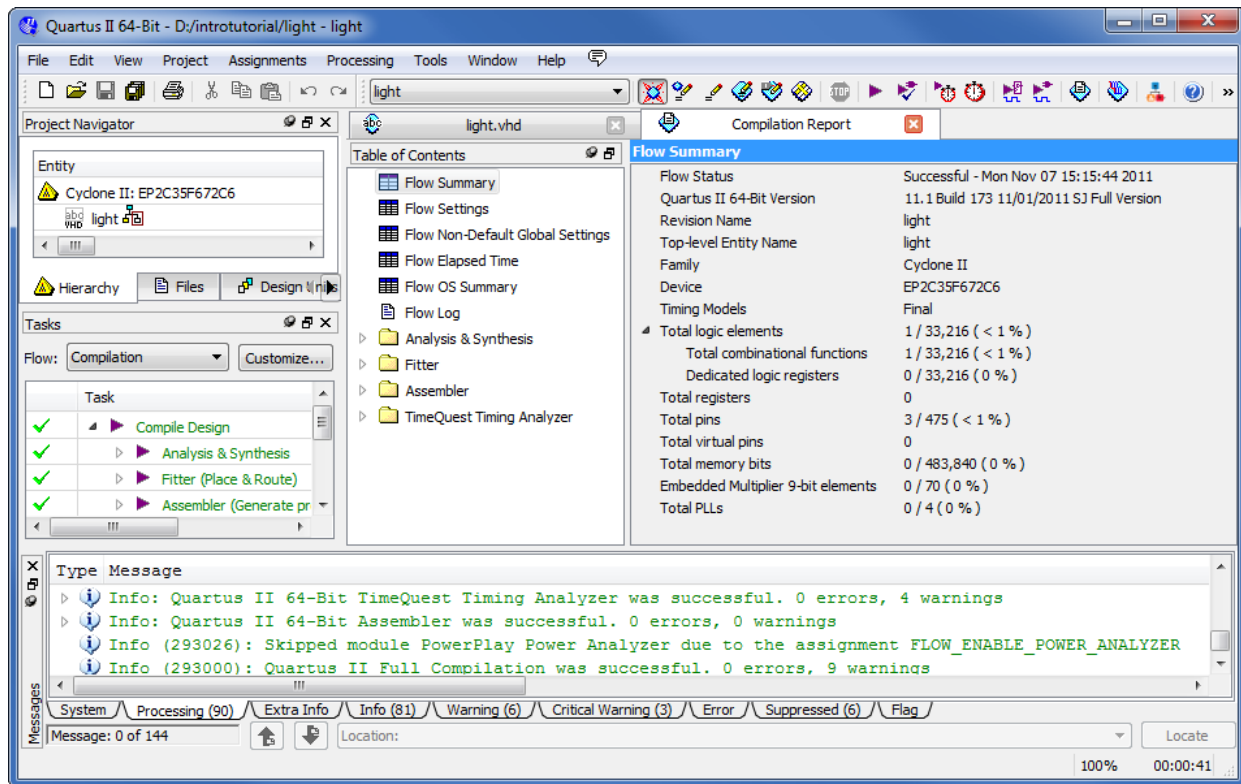 Quartus II 64-Bit - D:/introtutorial/light - light
File Edit View Project Assignments Processing Tools Window Help
light
Project Navigator
Entity
Cyclone II: EP2C35F672C6
abd VHD light
Hierarchy Files Design Units
Tasks
Flow: Compilation Customize...
Task
Compile Design
Analysis & Synthesis
Fitter (Place & Route)
Assembler (Generate pr
light.vhd Compilation Report
Table of Contents
Flow Summary
Flow Settings
Flow Non-Default Global Settings
Flow Elapsed Time
Flow OS Summary
Flow Log
Analysis & Synthesis
Fitter
Assembler
TimeQuest Timing Analyzer
Flow Summary
Flow Status Successful - Mon Nov 07 15:15:44 2011
Quartus II 64-Bit Version 11.1 Build 173 11/01/2011 SJ Full Version
Revision Name light
Top-level Entity Name light
Family Cyclone II
Device EP2C35F672C6
Timing Models Final
Total logic elements 1 / 33,216 ( < 1 % )
Total combinational functions 1 / 33,216 ( < 1 % )
Dedicated logic registers 0 / 33,216 ( 0 % )
Total registers 0
Total pins 3 / 475 ( < 1 % )
Total virtual pins 0
Total memory bits 0 / 483,840 ( 0 % )
Embedded Multiplier 9-bit elements 0 / 70 ( 0 % )
Total PLLs 0 / 4 ( 0 % )
Type Message
Info: Quartus II 64-Bit TimeQuest Timing Analyzer was successful. 0 errors, 4 warnings
Info: Quartus II 64-Bit Assembler was successful. 0 errors, 0 warnings
Info (293026): Skipped module PowerPlay Power Analyzer due to the assignment FLOW_ENABLE_POWER_ANALYZER
Info (293000): Quartus II Full Compilation was successful. 0 errors, 9 warnings
System Processing (90) Extra Info Info (81) Warning (6) Critical Warning (3) Error Suppressed (6) Flag
Messages
Message: 0 of 144 Location: Locate
100% 00:00:41